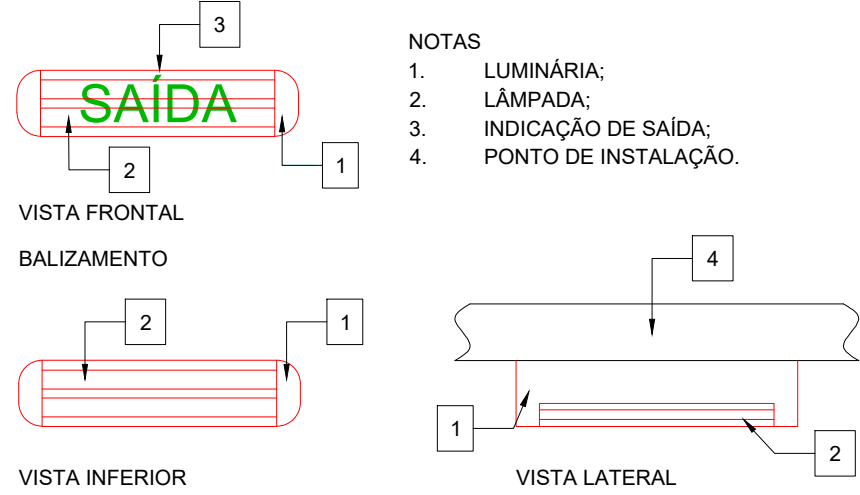 3
SAÍDA
2
1
VISTA FRONTAL
NOTAS
1. LUMINÁRIA;
2. LÂMPADA;
3. INDICAÇÃO DE SAÍDA;
4. PONTO DE INSTALAÇÃO.
BALIZAMENTO
2
1
VISTA INFERIOR
4
1
2
VISTA LATERAL